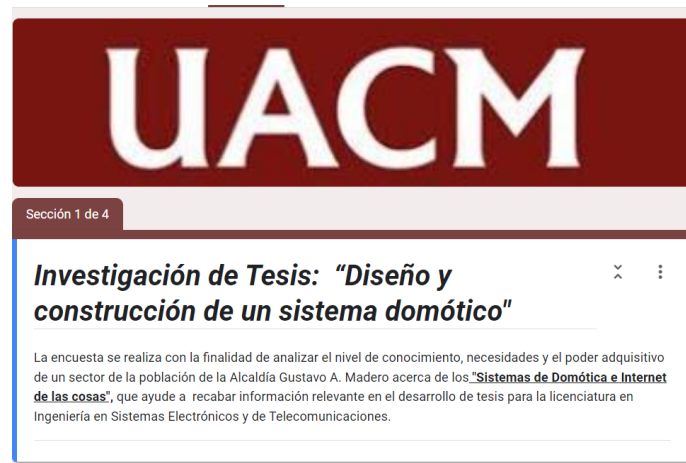 UACM
Sección 1 de 4
Investigación de Tesis:  “Diseño y
construcción de un sistema domótico"
La encuesta se realiza con la finalidad de analizar el nivel de conocimiento, necesidades y el poder adquisitivo
de un sector de la población de la Alcaldía Gustavo A. Madero acerca de los "Sistemas de Domótica e Internet
de las cosas", que ayude a  recabar información relevante en el desarrollo de tesis para la licenciatura en
Ingeniería en Sistemas Electrónicos y de Telecomunicaciones.